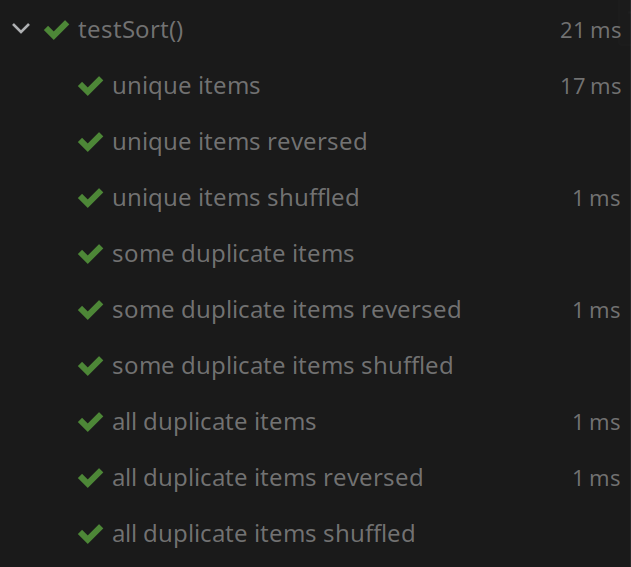 testSort() 21 ms
unique items 17 ms
unique items reversed
unique items shuffled 1 ms
some duplicate items
some duplicate items reversed 1 ms
some duplicate items shuffled
all duplicate items 1 ms
all duplicate items reversed 1 ms
all duplicate items shuffled